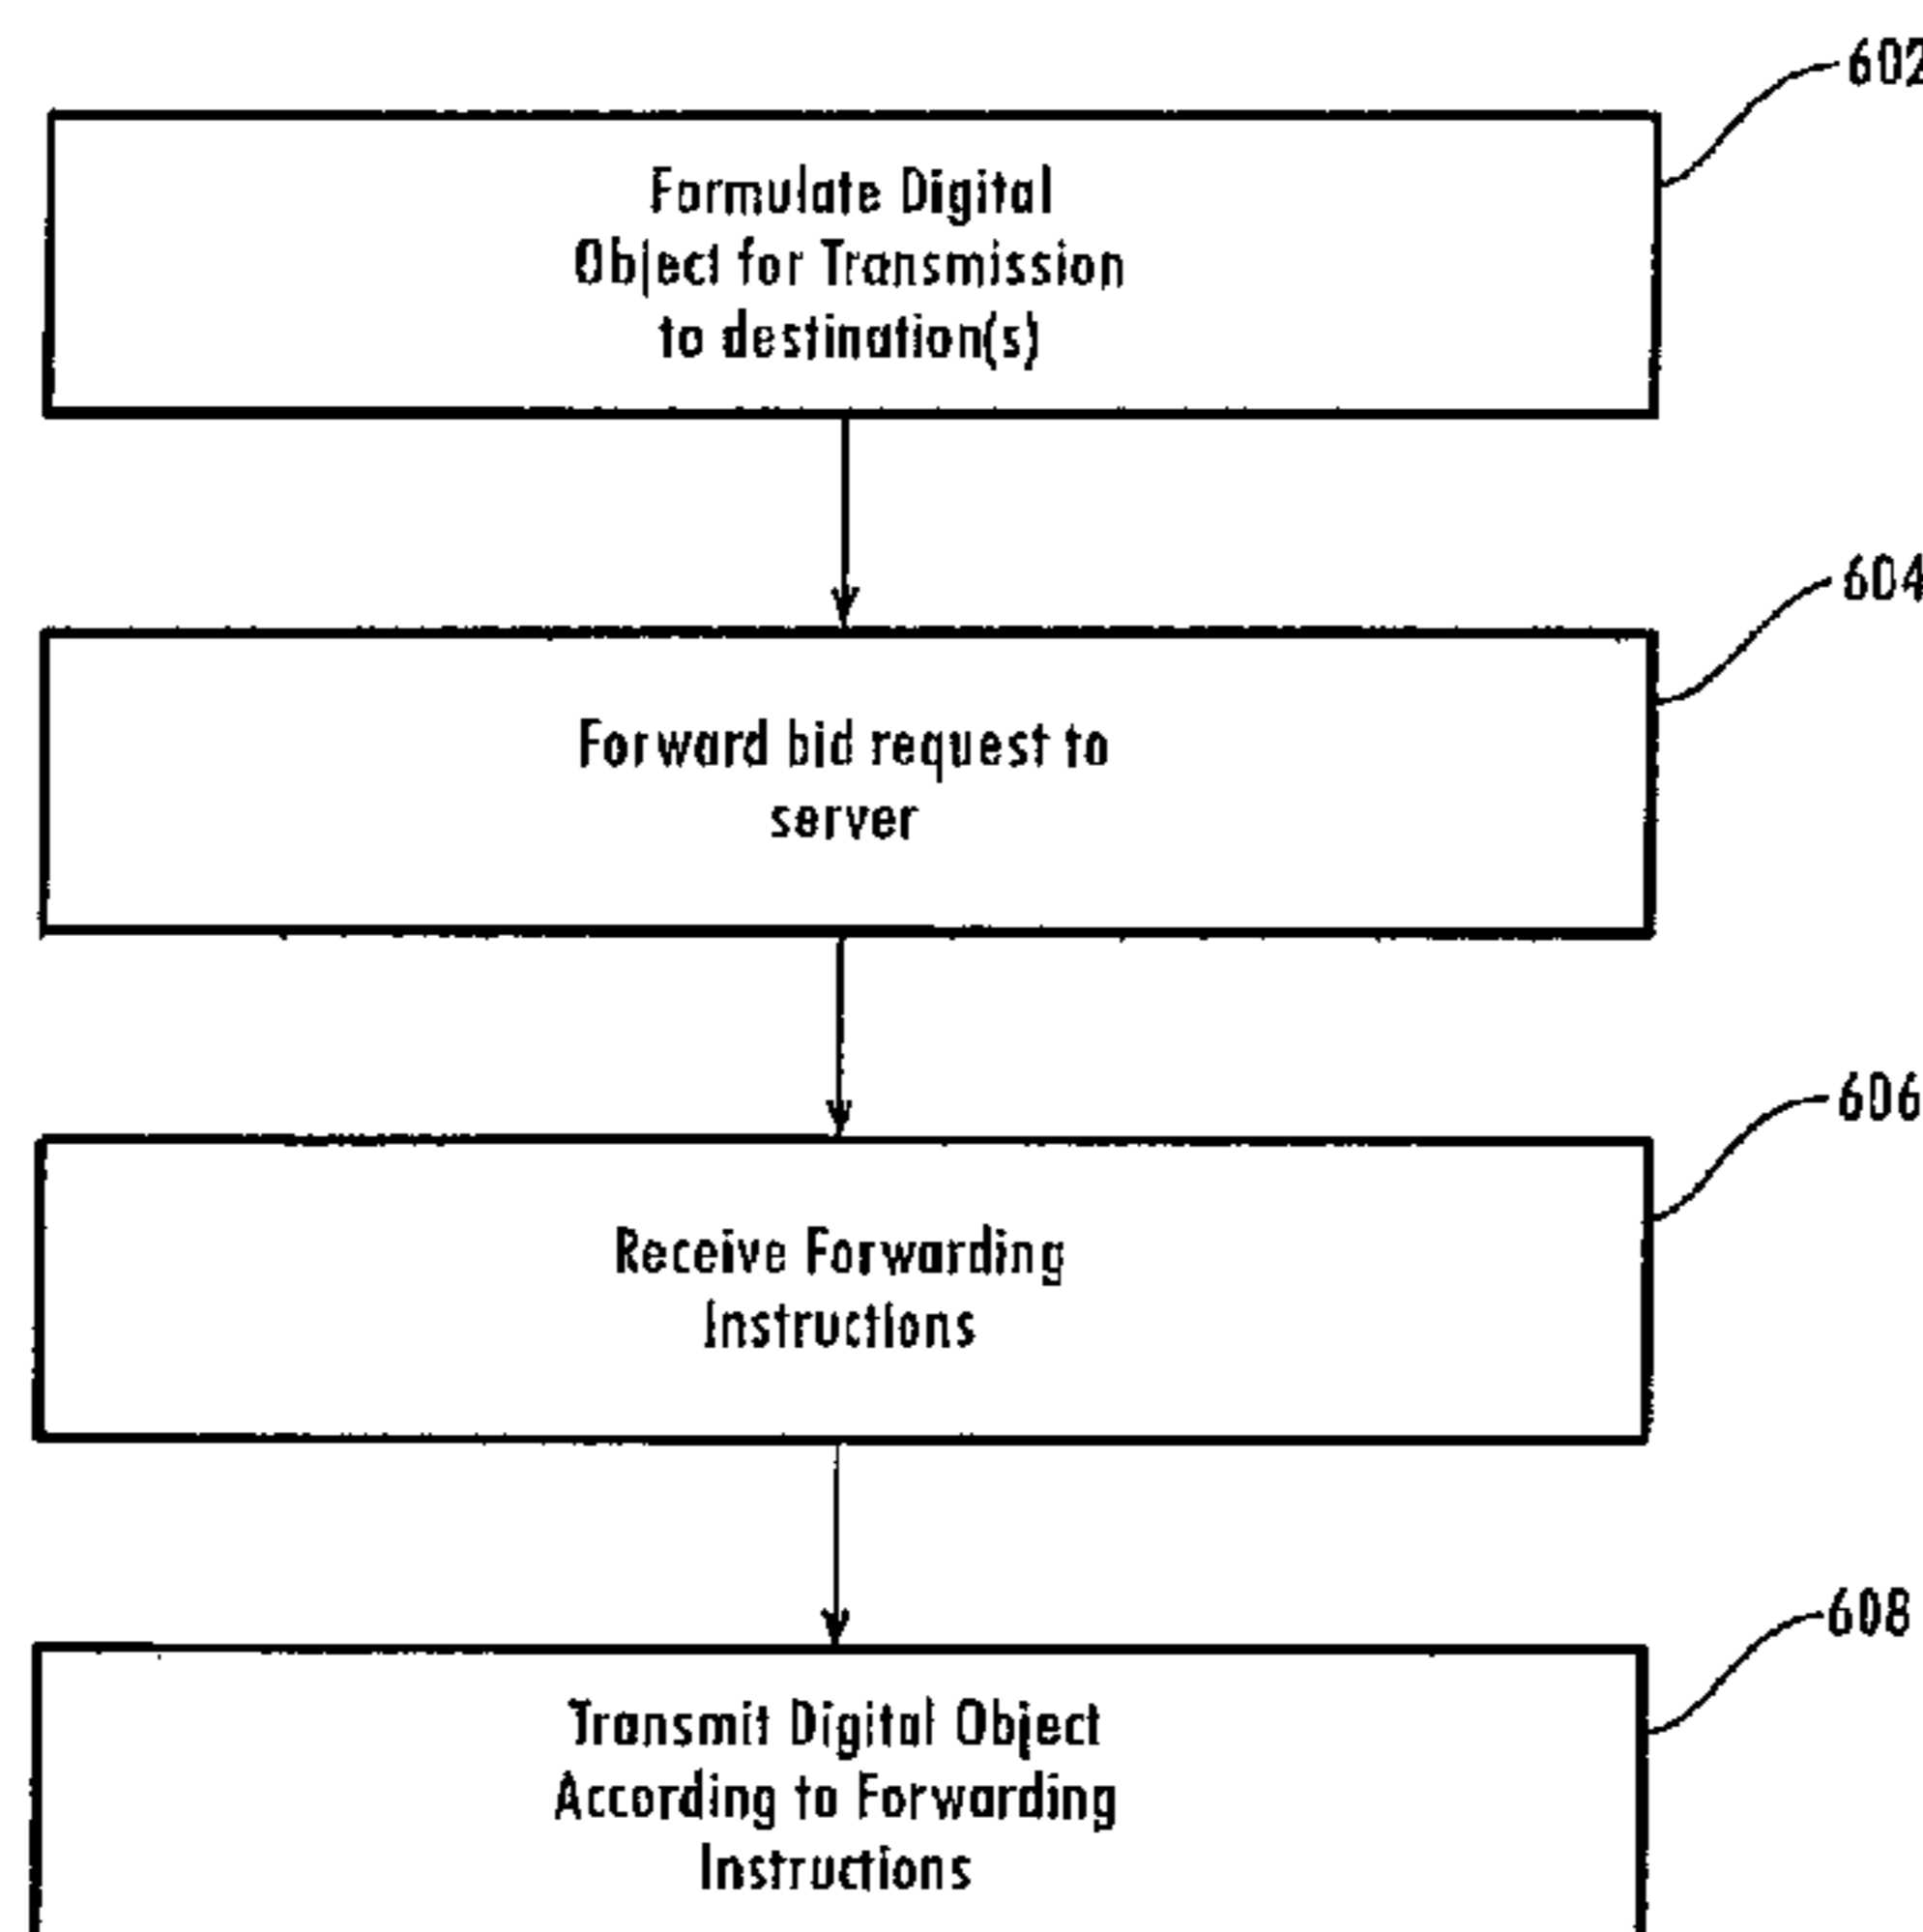 602
Formulate Digital
Object for Transmission
to destination(s)
604
Forward bid request to
server
606
Receive Forwarding
Instructions
608
Transmit Digital Object
According to Forwarding
Instructions